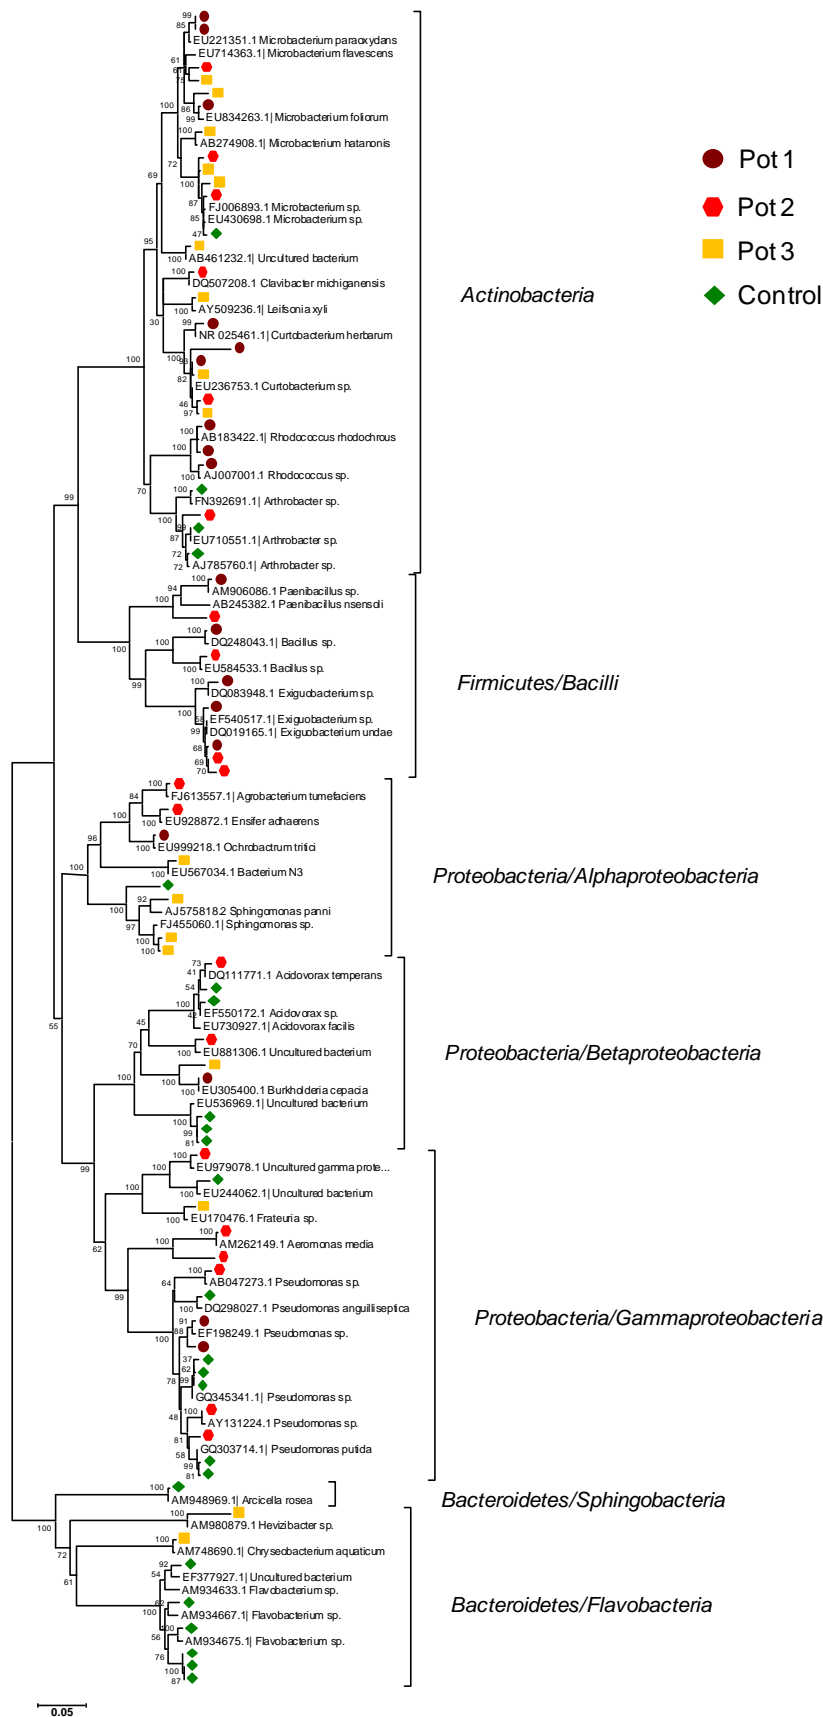 99
85
EU221351.1 Microbacterium paraoxydans
EU714363.1| Microbacterium flavescens
61
61
75
86
99
EU834263.1| Microbacterium foliorum
100
100
AB274908.1| Microbacterium hatanonis
72
100
87
FJ006893.1| Microbacterium sp.
85
EU430698.1| Microbacterium sp.
47
69
95
100
AB461232.1| Uncultured bacterium
100
DQ507208.1| Clavibacter michiganensis
100
AY509236.1| Leifsonia xyli
30
99
NR 025461.1| Curtobacterium herbarum
100
93
82
EU236753.1 Curtobacterium sp.
46
97
100
100
AB183422.1| Rhodococcus rhodochrous
100
100
AJ007001.1 Rhodococcus sp.
70
100
FN392691.1| Arthrobacter sp.
100
99
87
EU710551.1| Arthrobacter sp.
72
72
AJ785760.1| Arthrobacter sp.
Actinobacteria
Pot 1
Pot 2
Pot 3
Control
99
100
94
AM906086.1 Paenibacillus sp.
AB245382.1 Paenibacillus nsensoli
100
100
DQ248043.1| Bacillus sp.
100
100
EU584533.1 Bacillus sp.
99
100
DQ083948.1 Exiguobacterium sp.
100
58
EF540517.1| Exiguobacterium sp.
99
DQ019165.1| Exiguobacterium undae
68
69
70
Firmicutes/Bacilli
100
84
FJ613557.1| Agrobacterium tumefaciens
100
100
EU928872.1 Ensifer adhaerens
96
100
EU999218.1 Ochrobactrum tritici
100
EU567034.1 Bacterium N3
100
92
100
AJ575818.2 Sphingomonas panni
97
FJ455060.1| Sphingomonas sp.
100
100
Proteobacteria/Alphaproteobacteria
55
73
41
DQ111771.1 Acidovorax temperans
54
100
42
EF550172.1 Acidovorax sp.
EU730927.1| Acidovorax facilis
45
100
EU881306.1 Uncultured bacterium
70
100
100
EU305400.1 Burkholderia cepacia
100
EU536969.1| Uncultured bacterium
100
99
81
Proteobacteria/Betaproteobacteria
99
100
EU979078.1 Uncultured gamma prote...
100
100
EU244062.1| Uncultured bacterium
100
100
EU170476.1| Frateuria sp.
62
100
AM262149.1 Aeromonas media
100
99
100
64
AB047273.1 Pseudomonas sp.
100
DQ298027.1 Pseudomonas anguilliseptica
100
91
88
EF198249.1 Pseudomonas sp.
37
62
99
78
GQ345341.1| Pseudomonas sp.
48
100
AY131224.1 Pseudomonas sp.
81
58
GQ303714.1| Pseudomonas putida
99
81
Proteobacteria/Gammaproteobacteria
100
AM948969.1| Arcicella rosea
Bacteroidetes/Sphingobacteria
100
100
AM980879.1 Hevizibacter sp.
72
100
AM748690.1| Chryseobacterium aquaticum
61
92
54
EF377927.1| Uncultured bacterium
AM934633.1 Flavobacterium sp.
62
100
AM934667.1| Flavobacterium sp.
100
56
AM934675.1| Flavobacterium sp.
76
100
87
Bacteroidetes/Flavobacteria
0.05